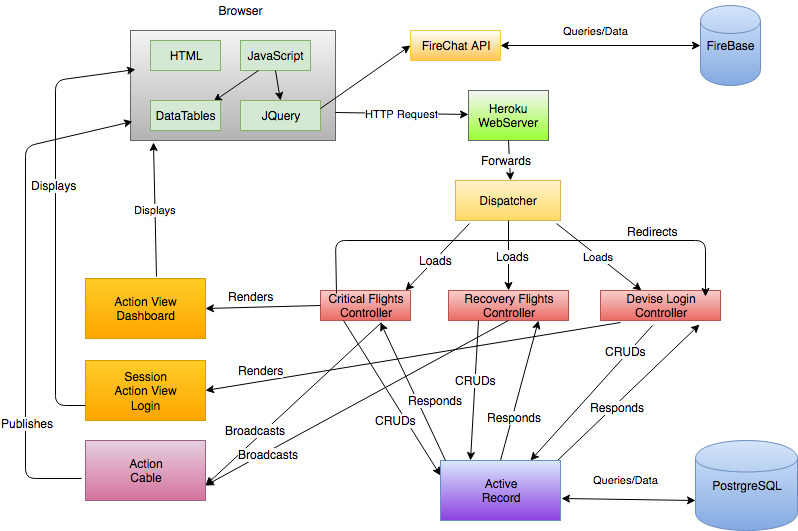 Browser
HTML
JavaScript
DataTables
JQuery
FireChat API
Queries/Data
FireBase
HTTP Request
Heroku
WebServer
Forwards
Dispatcher
Displays
Displays
Redirects
Loads
Loads
Loads
Action View
Dashboard
Renders
Critical Flights
Controller
Recovery Flights
Controller
Devise Login
Controller
Session
Action View
Login
Renders
CRUDs
CRUDs
CRUDs
Responds
Responds
Responds
Publishes
Broadcasts
Broadcasts
Action
Cable
Active
Record
Queries/Data
PostrgreSQL